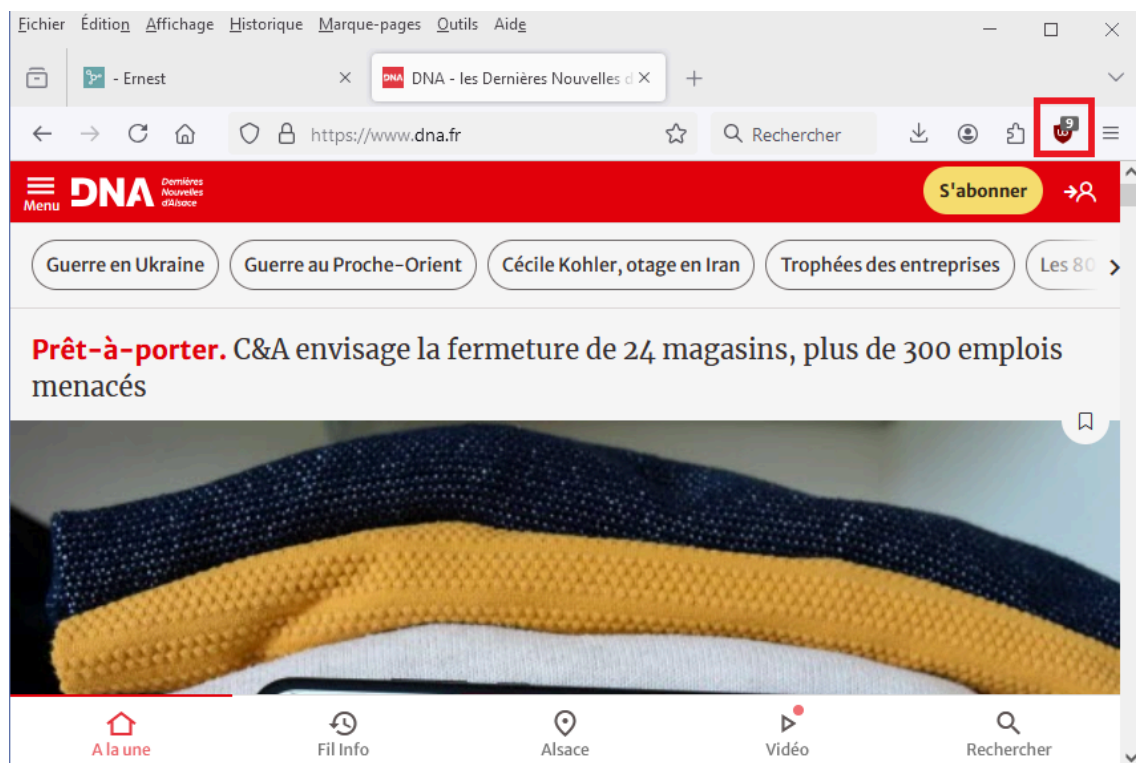 Fichier Édition Affichage Historique Marque-pages Outils Aide
- Ernest
DNA DNA - les Dernières Nouvelles d
https://www.dna.fr
Rechercher
9
Menu
DNA
Dernières
Nouvelles
d'Alsace
S'abonner
Guerre en Ukraine Guerre au Proche-Orient Cécile Kohler, otage en Iran Trophées des entreprises Les 80
Prêt-à-porter. C&A envisage la fermeture de 24 magasins, plus de 300 emplois
menacés
A la une Fil Info Alsace Vidéo Rechercher